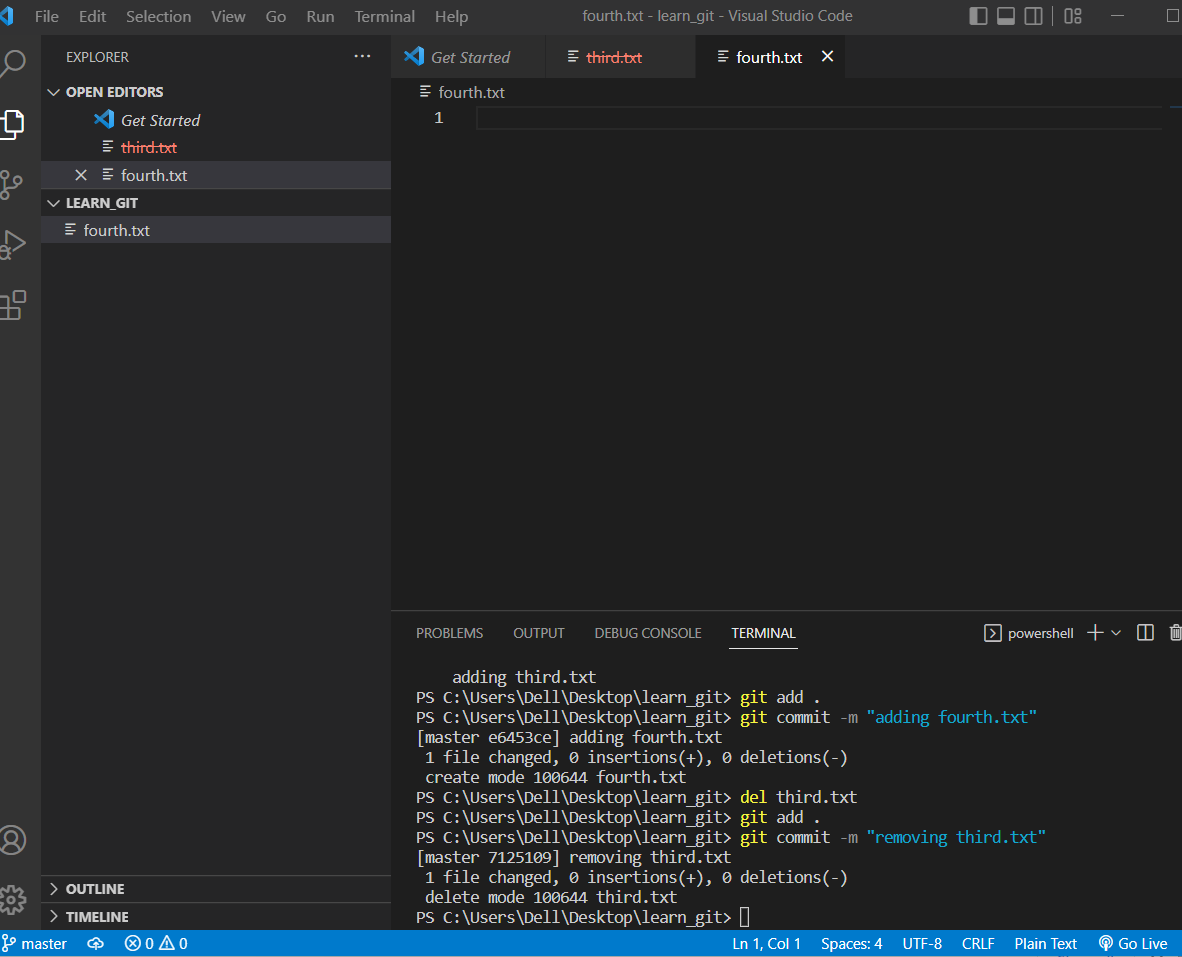 File Edit Selection View Go Run Terminal Help fourth.txt - learn_git - Visual Studio Code
EXPLORER
OPEN EDITORS
Get Started
third.txt
fourth.txt
LEARN_GIT
fourth.txt
OUTLINE
TIMELINE
Get Started third.txt fourth.txt
fourth.txt
1
PROBLEMS OUTPUT DEBUG CONSOLE TERMINAL powershell
adding third.txt
PS C:\Users\Dell\Desktop\learn_git> git add .
PS C:\Users\Dell\Desktop\learn_git> git commit -m "adding fourth.txt"
[master e6453ce] adding fourth.txt
1 file changed, 0 insertions(+), 0 deletions(-)
create mode 100644 fourth.txt
PS C:\Users\Dell\Desktop\learn_git> del third.txt
PS C:\Users\Dell\Desktop\learn_git> git add .
PS C:\Users\Dell\Desktop\learn_git> git commit -m "removing third.txt"
[master 7125109] removing third.txt
1 file changed, 0 insertions(+), 0 deletions(-)
delete mode 100644 third.txt
PS C:\Users\Dell\Desktop\learn_git>
master 0 0 Ln 1, Col 1 Spaces: 4 UTF-8 CRLF Plain Text Go Live